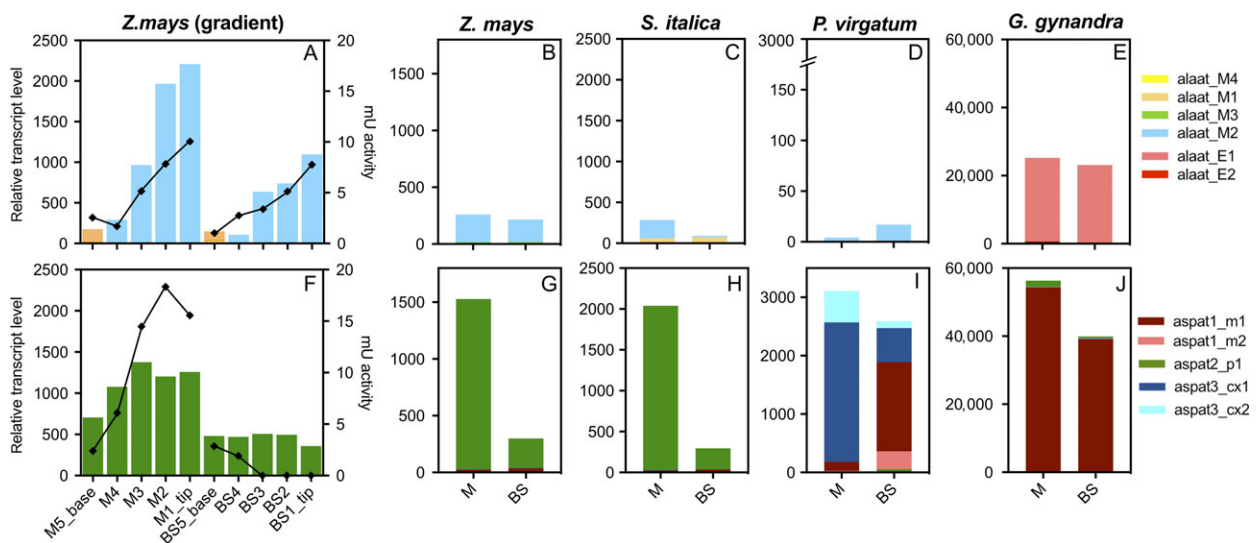 Z.mays (gradient)
Z. mays
S. italica
P. virgatum
G. gynandra
Relative transcript level
2500
2000
1500
1000
500
0
A
20
15
10
5
0
mU activity
B
1500
1000
500
0
C
2500
2000
1500
1000
500
0
D
3000
150
100
50
0
E
60,000
40,000
20,000
0
alaat_M4
alaat_M1
alaat_M3
alaat_M2
alaat_E1
alaat_E2
Relative transcript level
2500
2000
1500
1000
500
0
F
20
15
10
5
0
mU activity
M5_base
M4
M3
M2
M1_tip
BS5_base
BS4
BS3
BS2
BS1_tip
G
1500
1000
500
0
M
BS
H
2500
2000
1500
1000
500
0
M
BS
I
3000
2000
1000
0
M
BS
J
60,000
40,000
20,000
0
M
BS
aspat1_m1
aspat1_m2
aspat2_p1
aspat3_cx1
aspat3_cx2